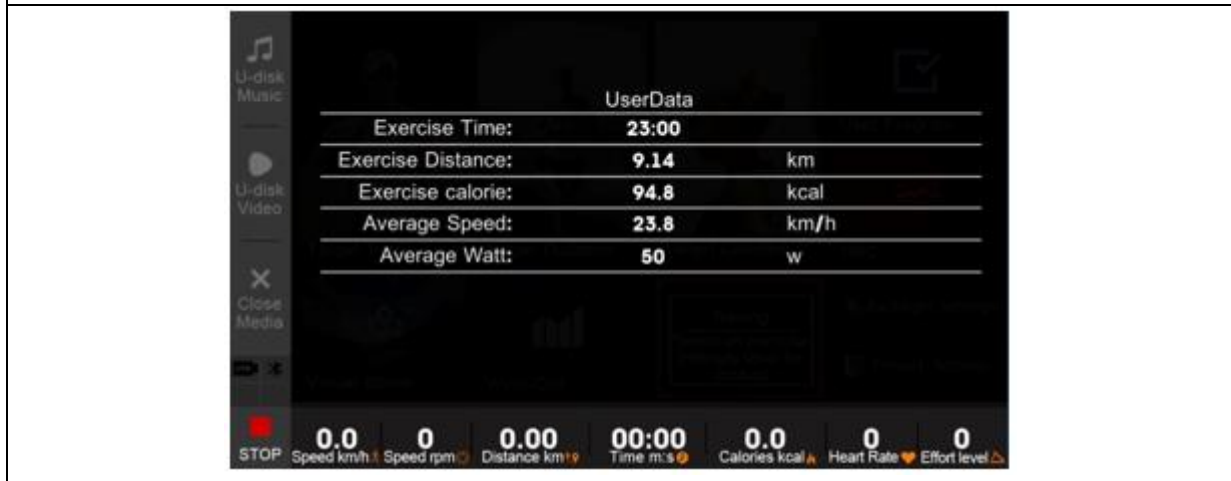 U-disk
Music
UserData
Exercise Time: 23:00
Exercise Distance: 9.14 km
Exercise calorie: 94.8 kcal
Average Speed: 23.8 km/h
Average Watt: 50 w
U-disk
Video
Close
Media
STOP
0.0 0 0.00 00:00 0.0 0 0
Speed km/h Speed rpm Distance km Time m:s Calories kcal Heart Rate Effort level